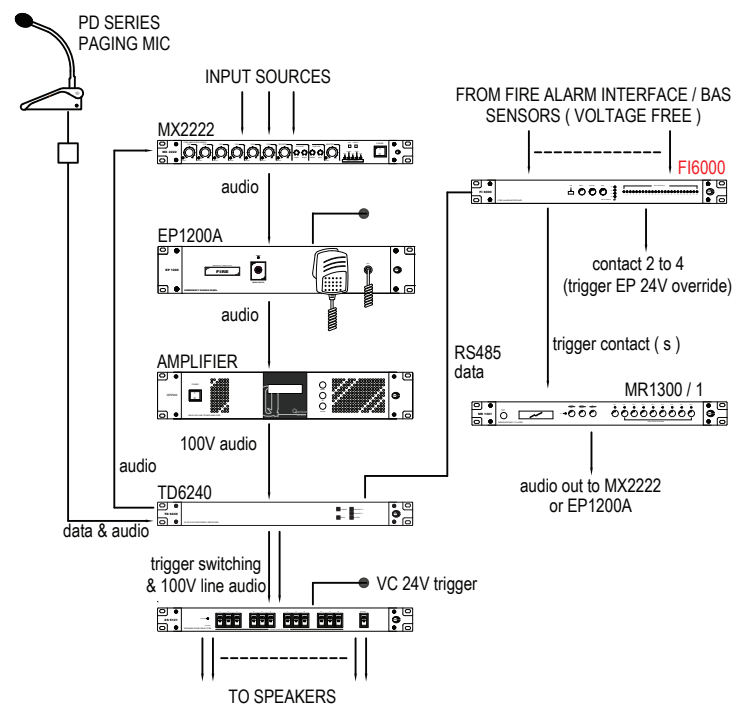 PD SERIES
PAGING MIC
INPUT SOURCES
FROM FIRE ALARM INTERFACE / BAS
SENSORS ( VOLTAGE FREE )
MX2222
FI6000
audio
EP1200A
EP 1200
FIRE
contact 2 to 4
(trigger EP 24V override)
audio
RS485
data
trigger contact ( s )
AMPLIFIER
MR1300 / 1
100V audio
audio
TD6240
audio out to MX2222
or EP1200A
data & audio
trigger switching
& 100V line audio
VC 24V trigger
TO SPEAKERS